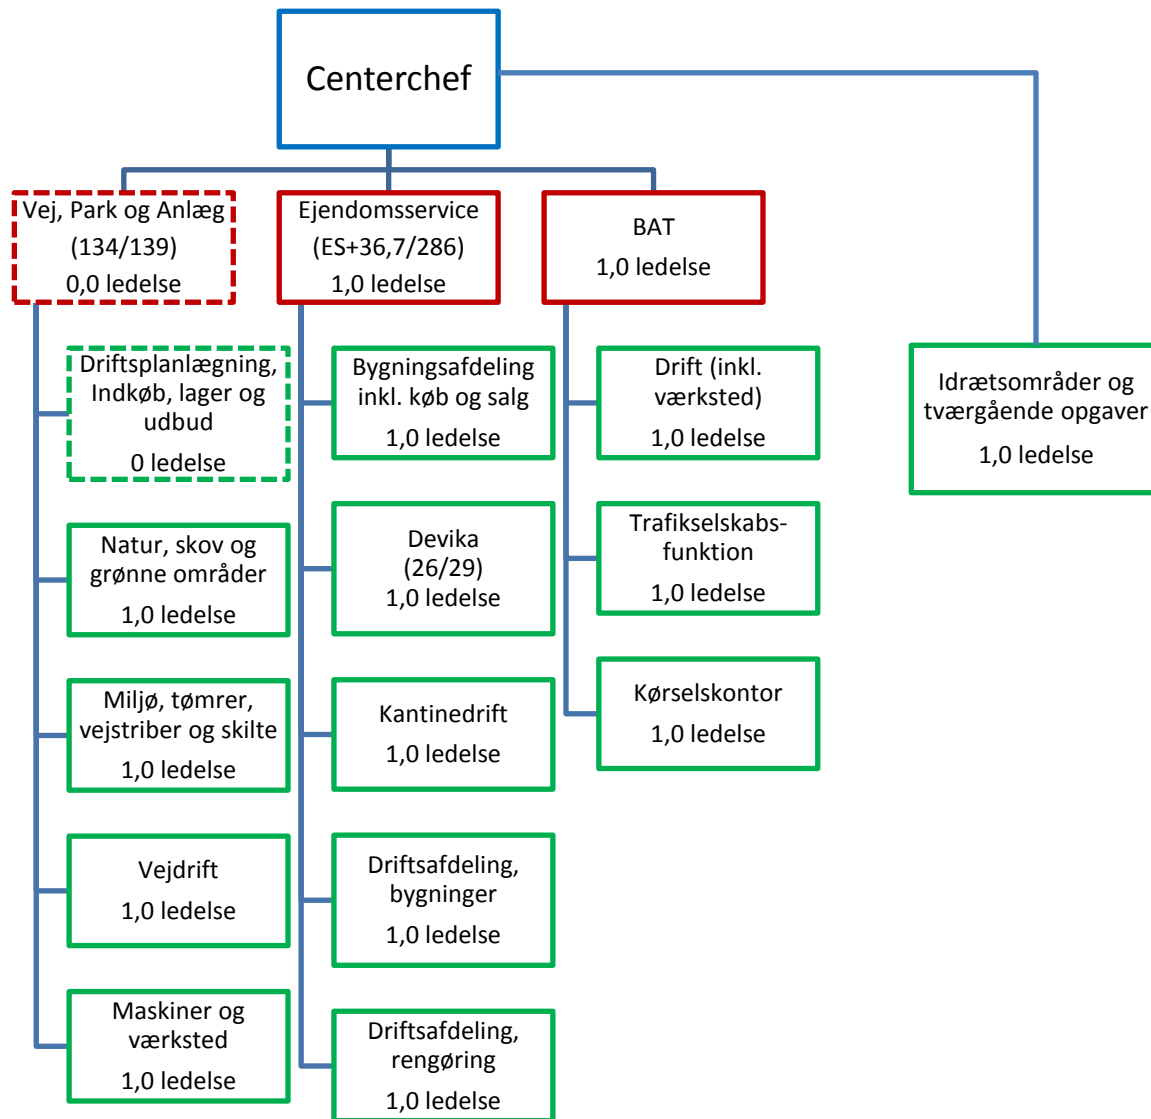 Centerchef
Vej, Park og Anlæg
(134/139)
0,0 ledelse
Ejendomsservice
(ES+36,7/286)
1,0 ledelse
BAT
1,0 ledelse
Driftsplanlægning,
Indkøb, lager og
udbud
0 ledelse
Natur, skov og
grønne områder
1,0 ledelse
Miljø, tømrer,
vejstriber og skilte
1,0 ledelse
Vejdrift
1,0 ledelse
Maskiner og
værksted
1,0 ledelse
Bygningsafdeling
inkl. køb og salg
1,0 ledelse
Devika
(26/29)
1,0 ledelse
Kantinedrift
1,0 ledelse
Driftsafdeling,
bygninger
1,0 ledelse
Driftsafdeling,
rengøring
1,0 ledelse
Drift (inkl.
værksted)
1,0 ledelse
Trafikselskabs-
funktion
1,0 ledelse
Kørselskontor
1,0 ledelse
Idrætsområder og
tværgående opgaver
1,0 ledelse